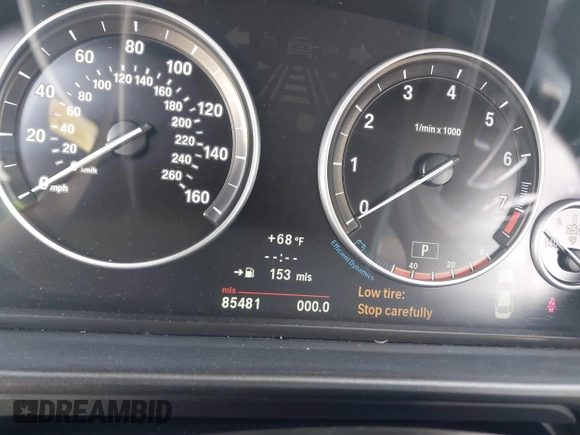 0 20 40 60 80 100 120 140 160
mph
0 20 40 60 80 100 120 140 160 180 200 220 240 260
km/h
0 1 2 3 4 5 6 7
1/min x 1000
P
EfficientDynamics
40 20
+68 °F
--:--
153 mls
mls
85481 000.0
Low tire:
Stop carefully
DREAMBID